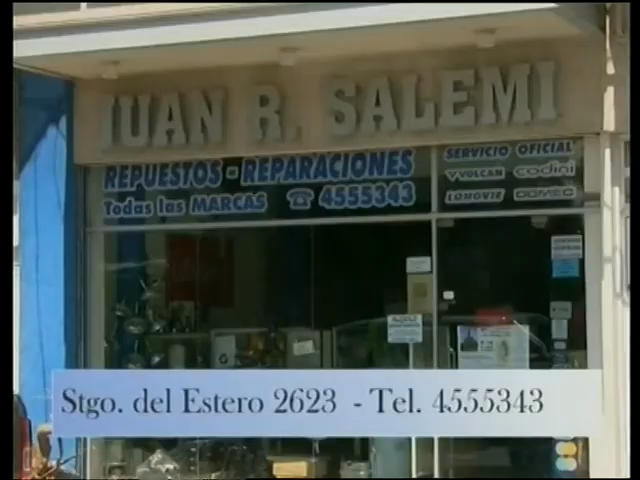 JUAN R. SALEMI
REPUESTOS - REPARACIONES
Todas las MARCAS ☎ 4555343
SERVICIO OFICIAL
VOLCAN codini
LONGVIE DOMEC
Stgo. del Estero 2623 - Tel. 4555343